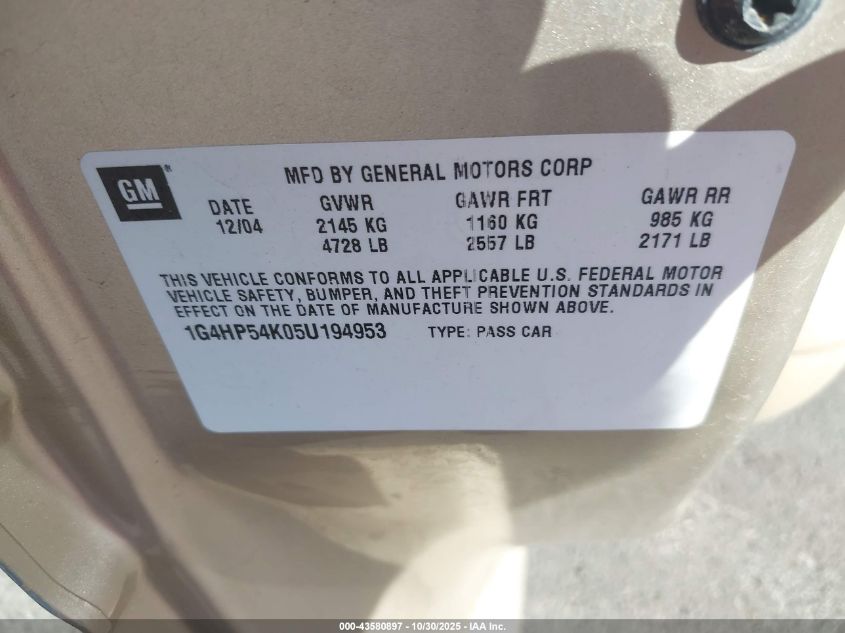 GM®
MFD BY GENERAL MOTORS CORP
DATE GVWR GAWR FRT GAWR RR
12/04 2145 KG 1160 KG 985 KG
4728 LB 2557 LB 2171 LB
THIS VEHICLE CONFORMS TO ALL APPLICABLE U.S. FEDERAL MOTOR
VEHICLE SAFETY, BUMPER, AND THEFT PREVENTION STANDARDS IN
EFFECT ON THE DATE OF MANUFACTURE SHOWN ABOVE.
1G4HP54K05U194953 TYPE: PASS CAR
000-43580897 - 10/30/2025 - IAA Inc.